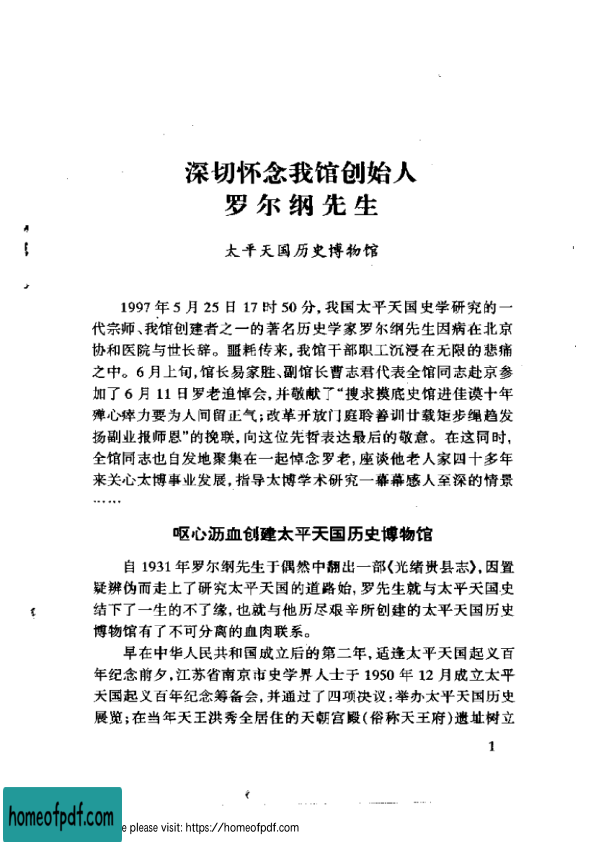 深切怀念我馆创始人
罗尔纲先生
太平天国历史博物馆
1997年5月25日17时50分，我国太平天国史学研究的一
代宗师、我馆创建者之一的著名历史学家罗尔纲先生因病在北京
协和医院与世长辞。噩耗传来，我馆干部职工沉浸在无限的悲痛
之中。6月上旬，馆长易家胜、副馆长曹志君代表全馆同志赴京参
加了6月11日罗老追悼会，并敬献了“搜求摸底史馆进佳谟十年
殚心瘁力要为人间留正气；改革开放门庭聆善训廿载矩步绳趋发
扬副业报师恩”的挽联，向这位先哲表达最后的敬意。在这同时，
全馆同志也自发地聚集在一起悼念罗老，座谈他老人家四十多年
来关心太博事业发展，指导太博学术研究一幕幕感人至深的情景
……
呕心沥血创建太平天国历史博物馆
自1931年罗尔纲先生于偶然中翻出一部《光绪贵县志》，因置
疑辨伪而走上了研究太平天国的道路始，罗先生就与太平天国史
结下了一生的不了缘，也就与他历尽艰辛所创建的太平天国历史
博物馆有了不可分离的血肉联系。
早在中华人民共和国成立后的第二年，适逢太平天国起义百
年纪念前夕，江苏省南京市史学界人士于1950年12月成立太平
天国起义百年纪念筹备会，并通过了四项决议：举办太平天国历史
展览；在当年天王洪秀全居住的天朝宫殿（俗称天王府）遗址树立
1
homeofpdf.com
e please visit: https://homeofpdf.com